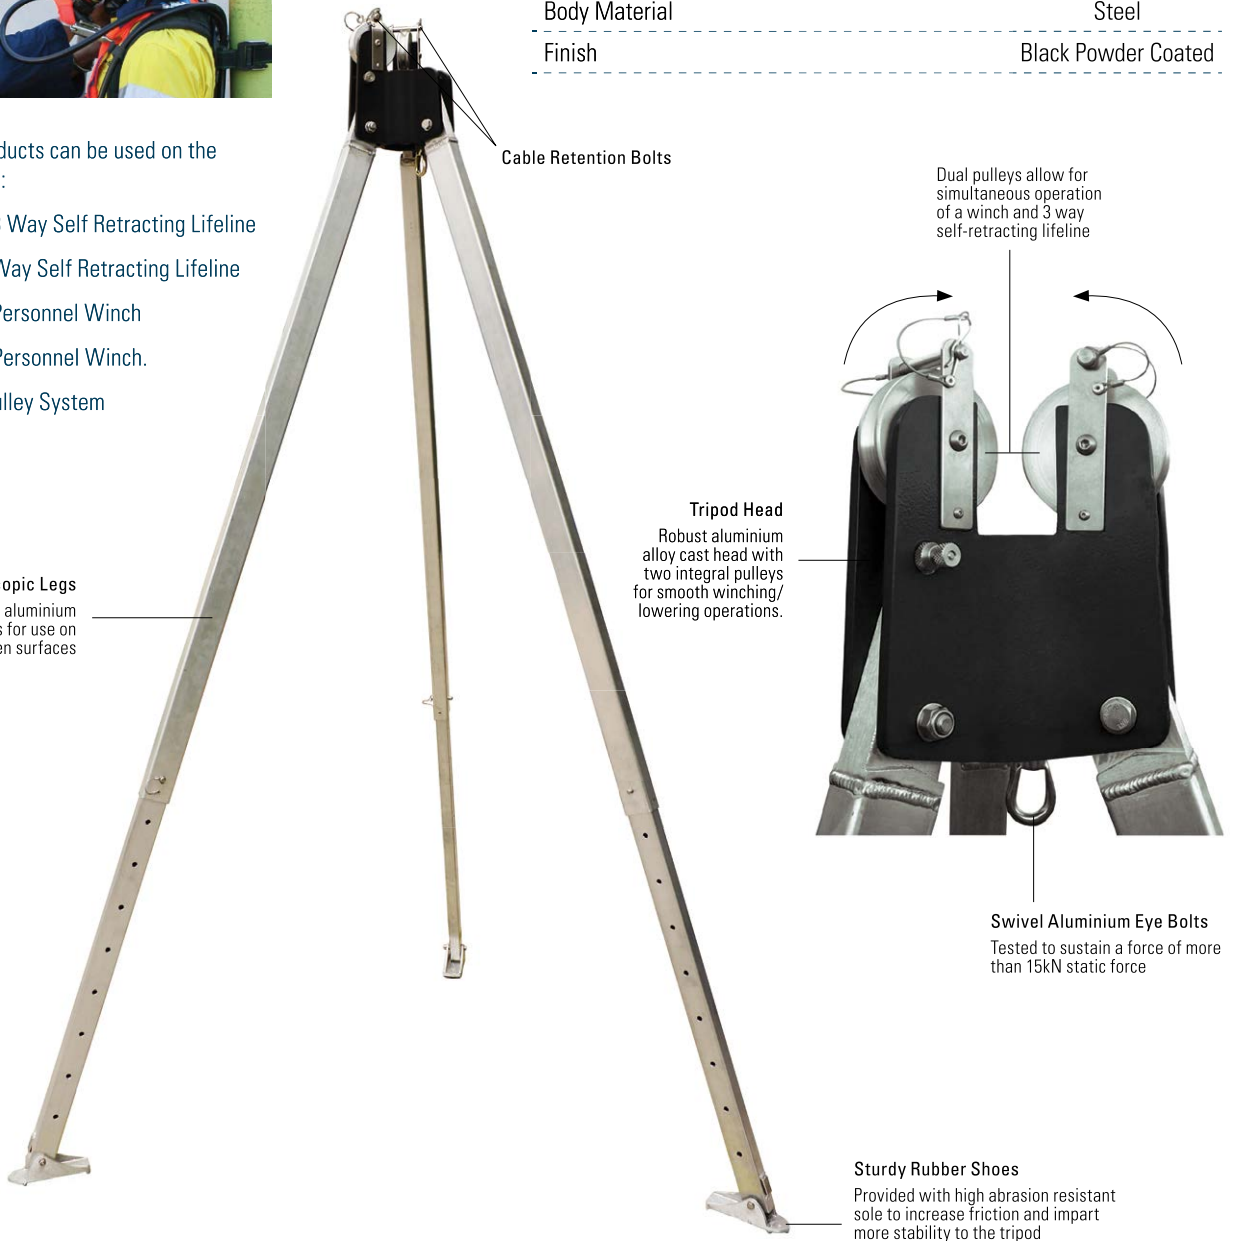 Body Material Steel
Finish Black Powder Coated
Cable Retention Bolts
ducts can be used on the
:
Way Self Retracting Lifeline
Way Self Retracting Lifeline
Personnel Winch
Personnel Winch.
ulley System
Dual pulleys allow for
simultaneous operation
of a winch and 3 way
self-retracting lifeline
Tripod Head
Robust aluminium
alloy cast head with
two integral pulleys
for smooth winching/
lowering operations.
opic Legs
aluminium
s for use on
en surfaces
Swivel Aluminium Eye Bolts
Tested to sustain a force of more
than 15kN static force
Sturdy Rubber Shoes
Provided with high abrasion resistant
sole to increase friction and impart
more stability to the tripod